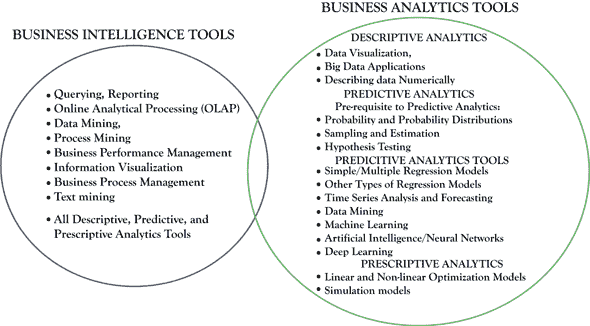 BUSINESS INTELLIGENCE TOOLS
• Querying, Reporting
• Online Analytical Processing (OLAP)
• Data Mining,
• Process Mining
• Business Performance Management
• Information Visualization
• Business Process Management
• Text mining
• All Descriptive, Predictive, and
Prescriptive Analytics Tools
BUSINESS ANALYTICS TOOLS
DESCRIPTIVE ANALYTICS
• Data Visualization,
• Big Data Applications
• Describing data Numerically
PREDICTIVE ANALYTICS
Pre-requisite to Predictive Analytics:
• Probability and Probability Distributions
• Sampling and Estimation
• Hypothesis Testing
PREDICITIVE ANALYTICS TOOLS
• Simple/Multiple Regression Models
• Other Types of Regression Models
• Time Series Analysis and Forecasting
• Data Mining
• Machine Learning
• Artificial Intelligence/Neural Networks
• Deep Learning
PRESCRIPTIVE ANALYTICS
• Linear and Non-linear Optimization Models
• Simulation models